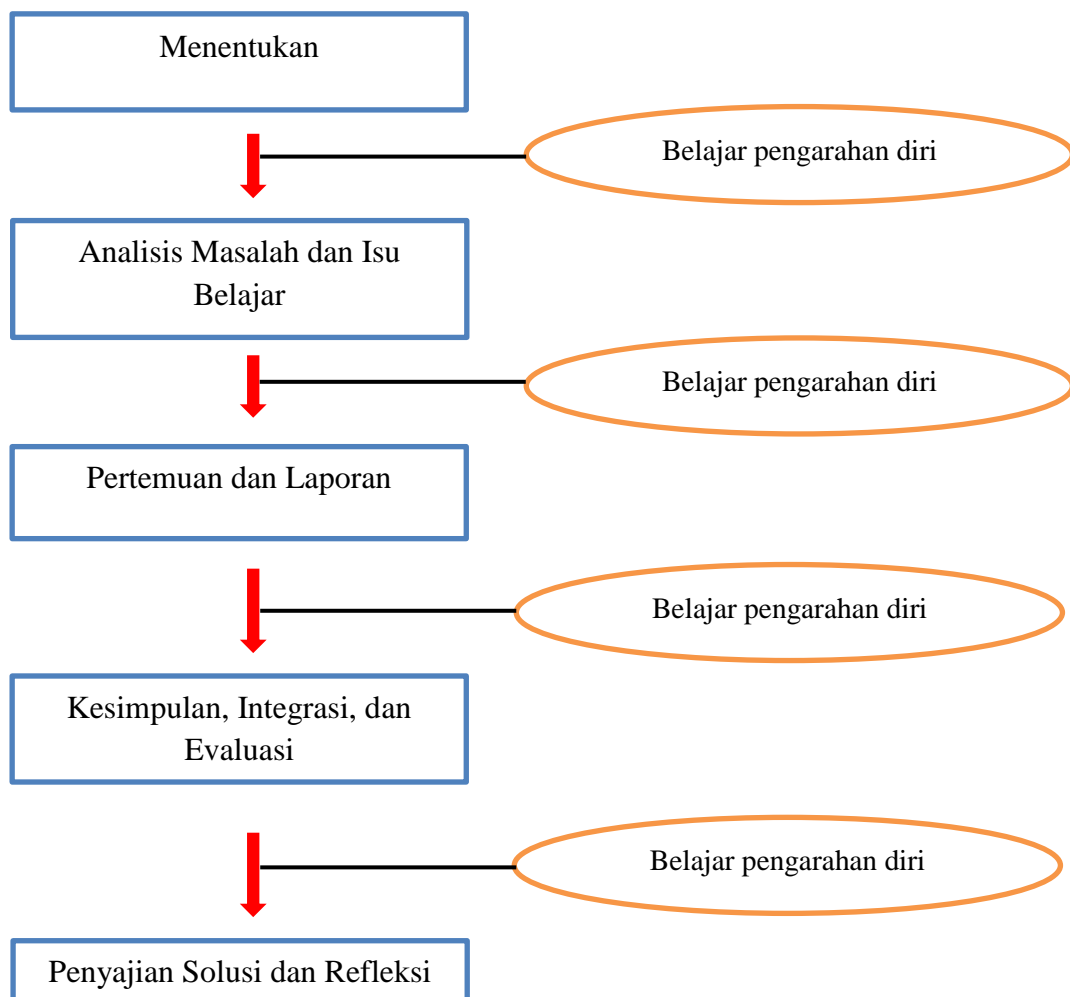 Menentukan
Belajar pengarahan diri
Analisis Masalah dan Isu
Belajar
Belajar pengarahan diri
Pertemuan dan Laporan
Belajar pengarahan diri
Kesimpulan, Integrasi, dan
Evaluasi
Belajar pengarahan diri
Penyajian Solusi dan Refleksi